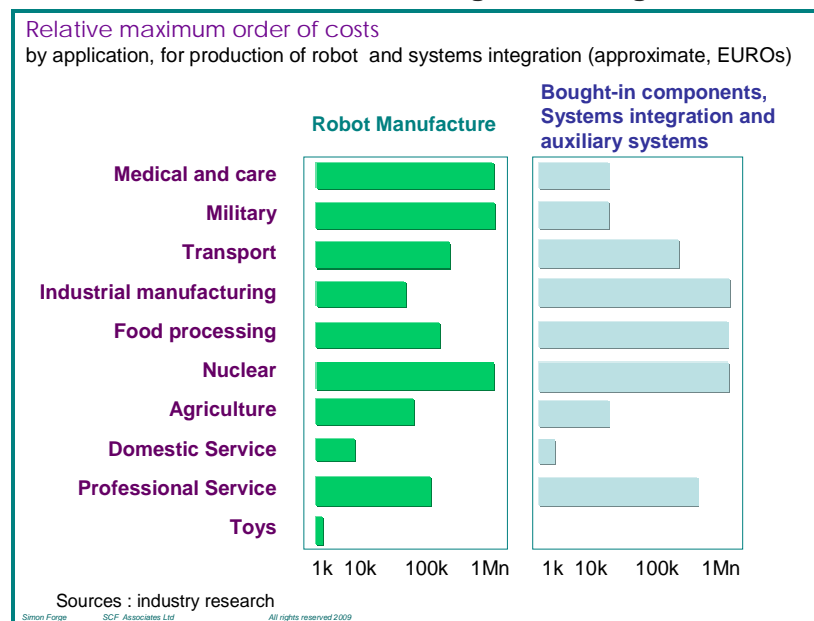 Relative maximum order of costs
by application, for production of robot and systems integration (approximate, EUROs)
Robot Manufacture
Bought-in components,
Systems integration and
auxiliary systems
Medical and care
Military
Transport
Industrial manufacturing
Food processing
Nuclear
Agriculture
Domestic Service
Professional Service
Toys
1k 10k 100k 1Mn
1k 10k 100k 1Mn
Sources : industry research
Simon Forge SCF Associates Ltd All rights reserved 2009